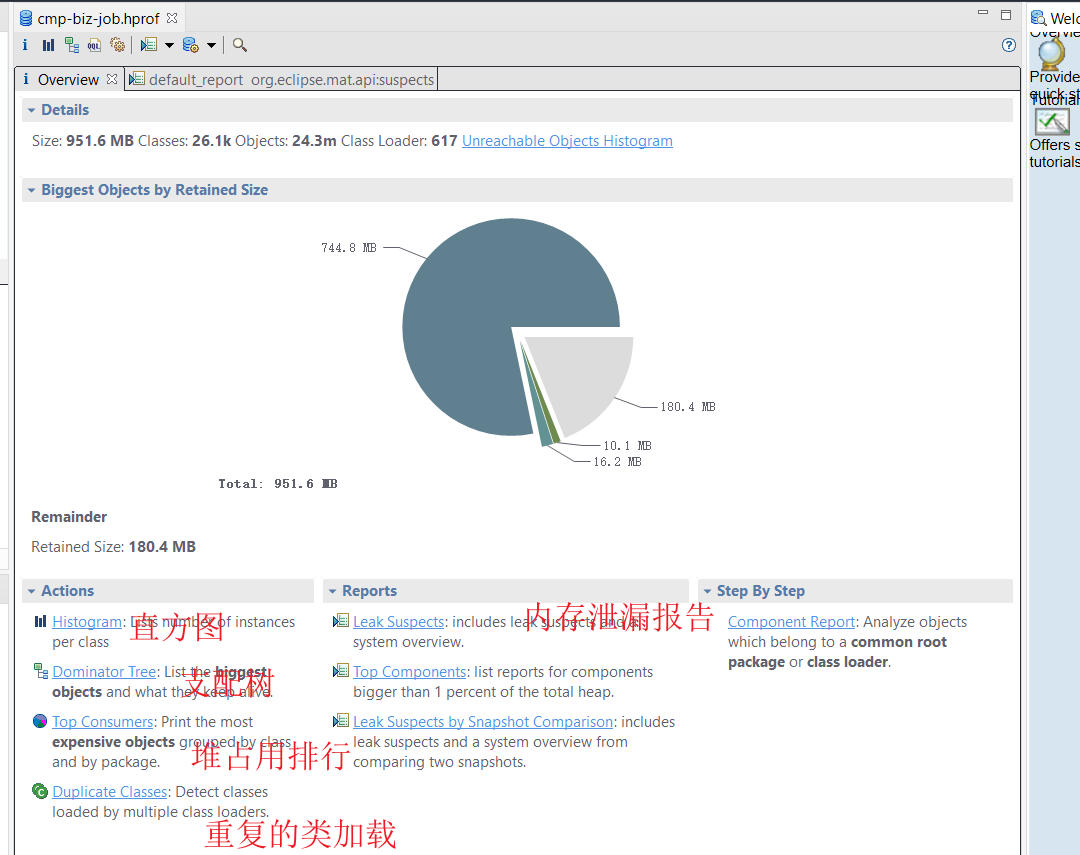 cmp-biz-job.hprof
Overview
default_report org.eclipse.mat.api:suspects
Details
Size: 951.6 MB Classes: 26.1k Objects: 24.3m Class Loader: 617 Unreachable Objects Histogram
Biggest Objects by Retained Size
744.8 MB
180.4 MB
10.1 MB
16.2 MB
Total: 951.6 MB
Remainder
Retained Size: 180.4 MB
Actions
Histogram: Lists number of instances
per class
直方图
Dominator Tree: List the biggest
objects and what they keep alive.
支配树
Top Consumers: Print the most
expensive objects grouped by class
and by package.
堆占用排行
Duplicate Classes: Detect classes
loaded by multiple class loaders.
重复的类加载
Reports
Leak Suspects: includes leak suspects and a
system overview.
内存泄漏报告
Top Components: list reports for components
bigger than 1 percent of the total heap.
Leak Suspects by Snapshot Comparison: includes
leak suspects and a system overview from
comparing two snapshots.
Step By Step
Component Report: Analyze objects
which belong to a common root
package or class loader.
Welc
Overvie
Provide
quick st
Tutorial
Offers s
tutorials